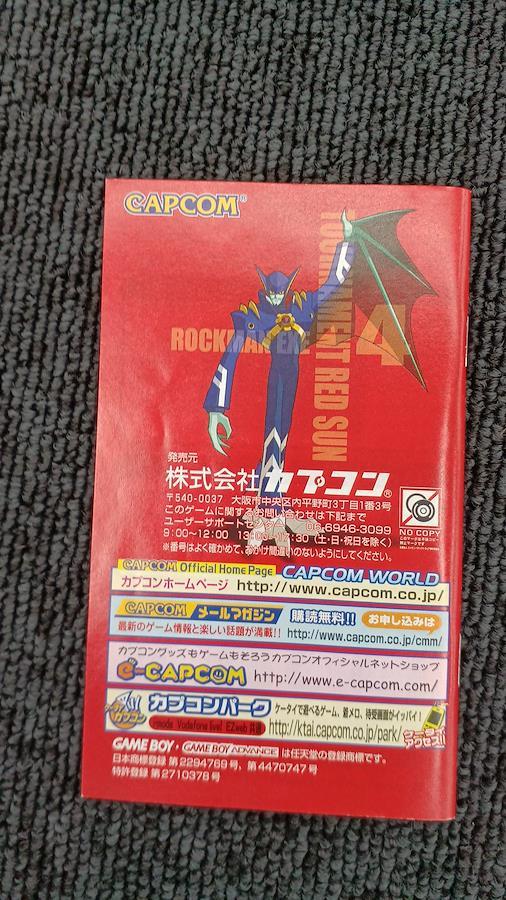 CAPCOM®
TOURNAMENT RED SUN
ROCKMAN EXE 4
発売元
株式会社カプコン®
〒540-0037 大阪市中央区内平野町3丁目1番3号
このゲームに関するお問い合わせは下記まで
ユーザーサポートセンター 06-6946-3099
9:00〜12:00 13:00〜17:30 (土・日・祝日を除く)
※番号はよく確かめて、おかけ間違いのないようにしてください。
NO COPY
CAPCOM Official Home Page CAPCOM WORLD
カプコンホームページ http://www.capcom.co.jp/
CAPCOM メールマガジン 購読無料!! お申し込みは
最新のゲーム情報と楽しい話題が満載!! http://www.capcom.co.jp/cmm/
カプコングッズもゲームもそろうカプコンオフィシャルネットショップ
e-CAPCOM http://www.e-capcom.com/
カプコンパーク ケータイで遊べるゲーム、着メロ、待受画面がイッパイ!
i-mode Vodafone live! EZweb 共通 http://ktai.capcom.co.jp/park/
アクセス!!
GAME BOY・GAME BOY ADVANCE は任天堂の登録商標です。
日本商標登録 第2294769号, 第4470747号
特許登録 第2710378号